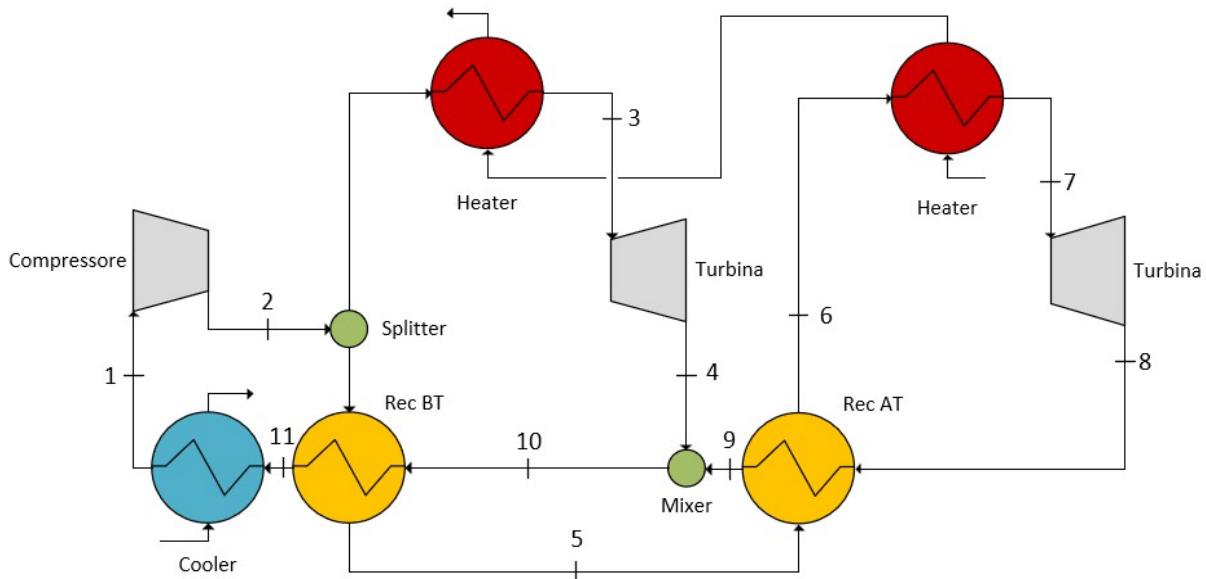 Heater
3
Heater
7
Compressore
Turbina
Turbina
2
Splitter
6
1
4
8
Rec BT
Rec AT
11
10
9
Mixer
Cooler
5